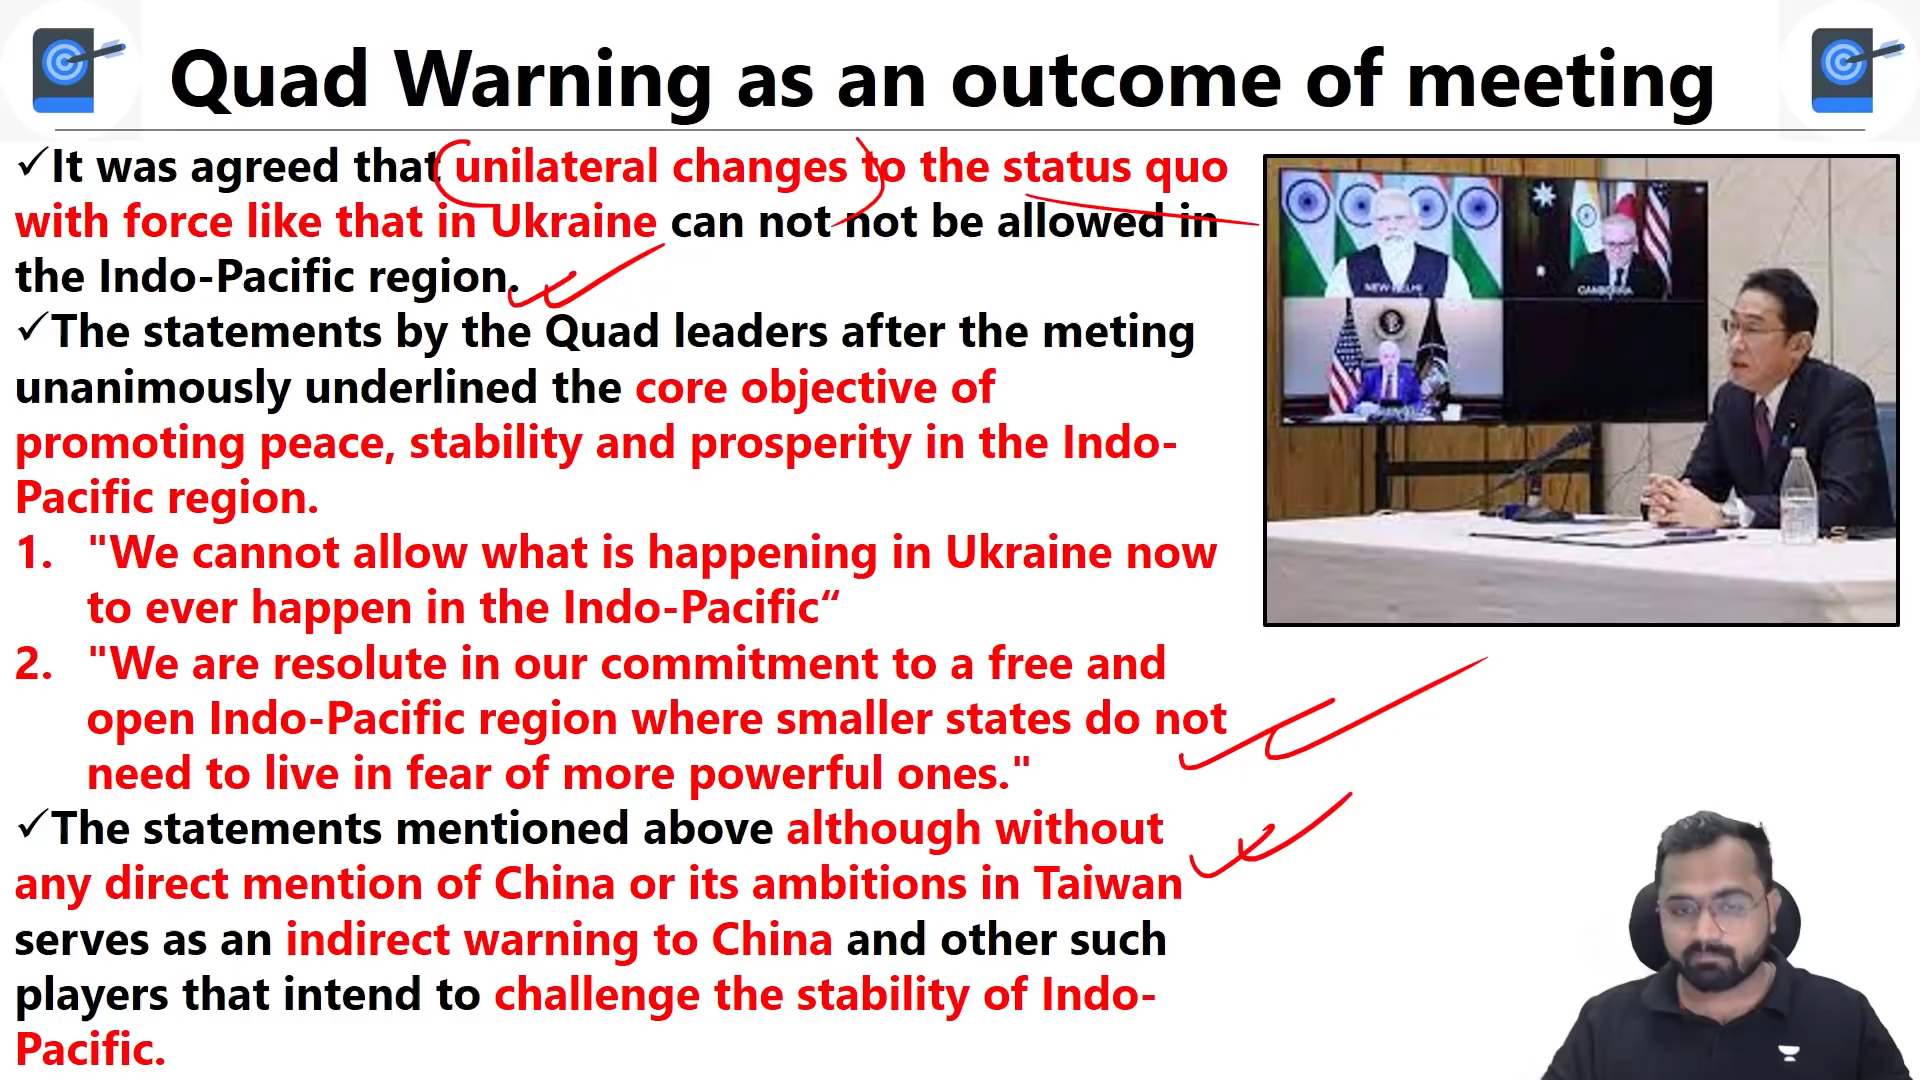 Quad Warning as an outcome of meeting
✓It was agreed that unilateral changes to the status quo
with force like that in Ukraine can not not be allowed in
the Indo-Pacific region.
✓The statements by the Quad leaders after the meting
unanimously underlined the core objective of
promoting peace, stability and prosperity in the Indo-
Pacific region.
1. "We cannot allow what is happening in Ukraine now
to ever happen in the Indo-Pacific“
2. "We are resolute in our commitment to a free and
open Indo-Pacific region where smaller states do not
need to live in fear of more powerful ones."
✓The statements mentioned above although without
any direct mention of China or its ambitions in Taiwan
serves as an indirect warning to China and other such
players that intend to challenge the stability of Indo-
Pacific.
NEW DELHI
CANBERRA